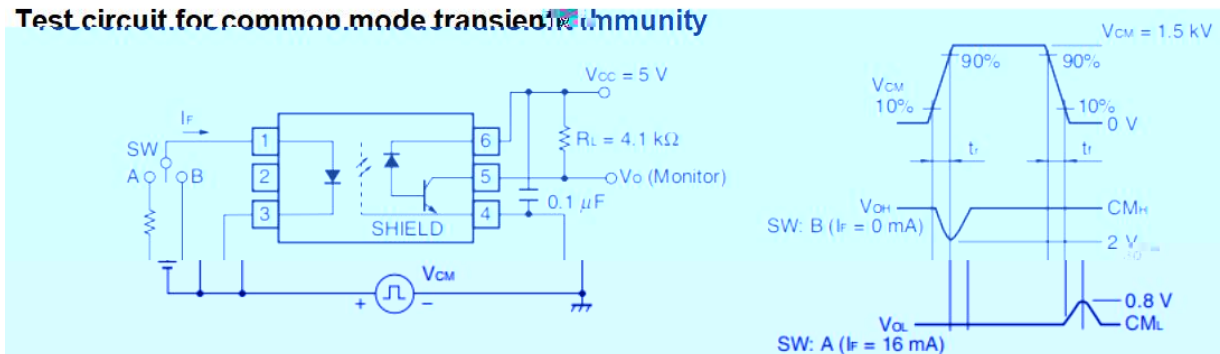 Test circuit for common mode transient immunity
VCC = 5 V
IF
SW
A
B
1
2
3
6
5
4
RL = 4.1 kΩ
VO (Monitor)
0.1 μF
SHIELD
VCM
+
−
VCM = 1.5 kV
90%
90%
VCM
10%
10%
0 V
tr
tf
VOH
CMH
SW: B (IF = 0 mA)
2 V
0.8 V
VOL
CML
SW: A (IF = 16 mA)